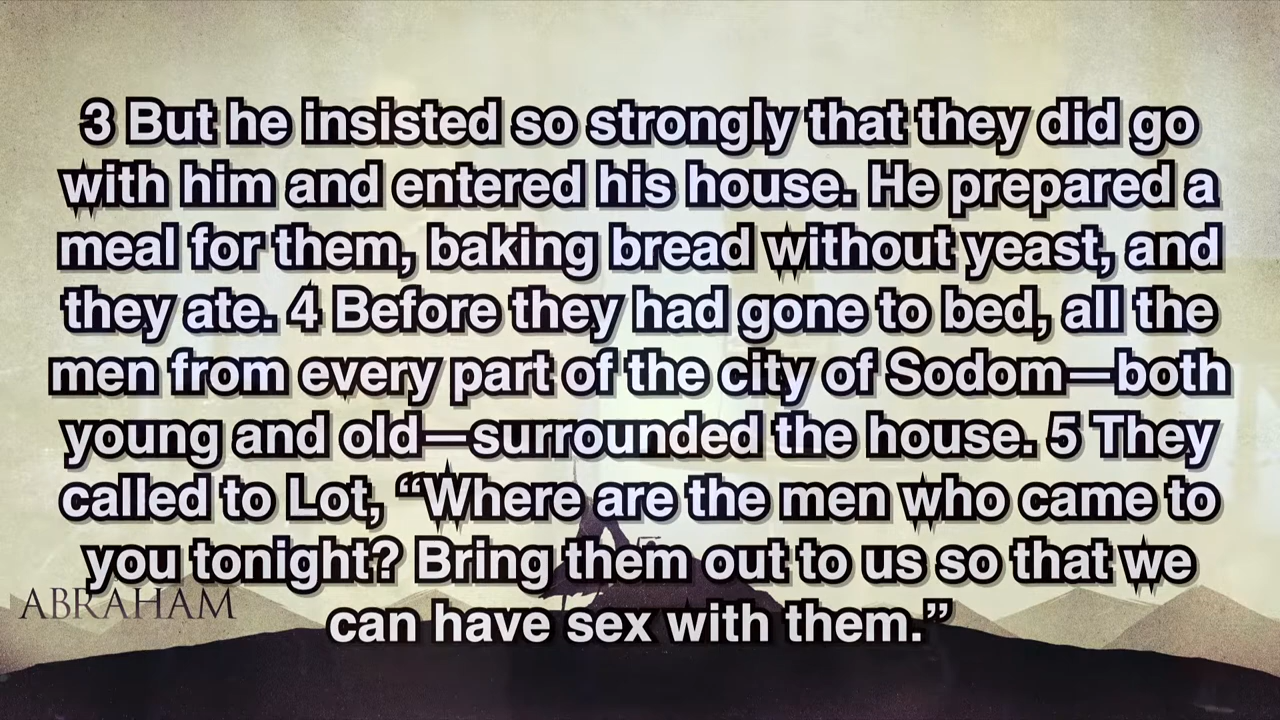 3 But he insisted so strongly that they did go
with him and entered his house. He prepared a
meal for them, baking bread without yeast, and
they ate. 4 Before they had gone to bed, all the
men from every part of the city of Sodom—both
young and old—surrounded the house. 5 They
called to Lot, “Where are the men who came to
you tonight? Bring them out to us so that we
can have sex with them.”
ABRAHAM